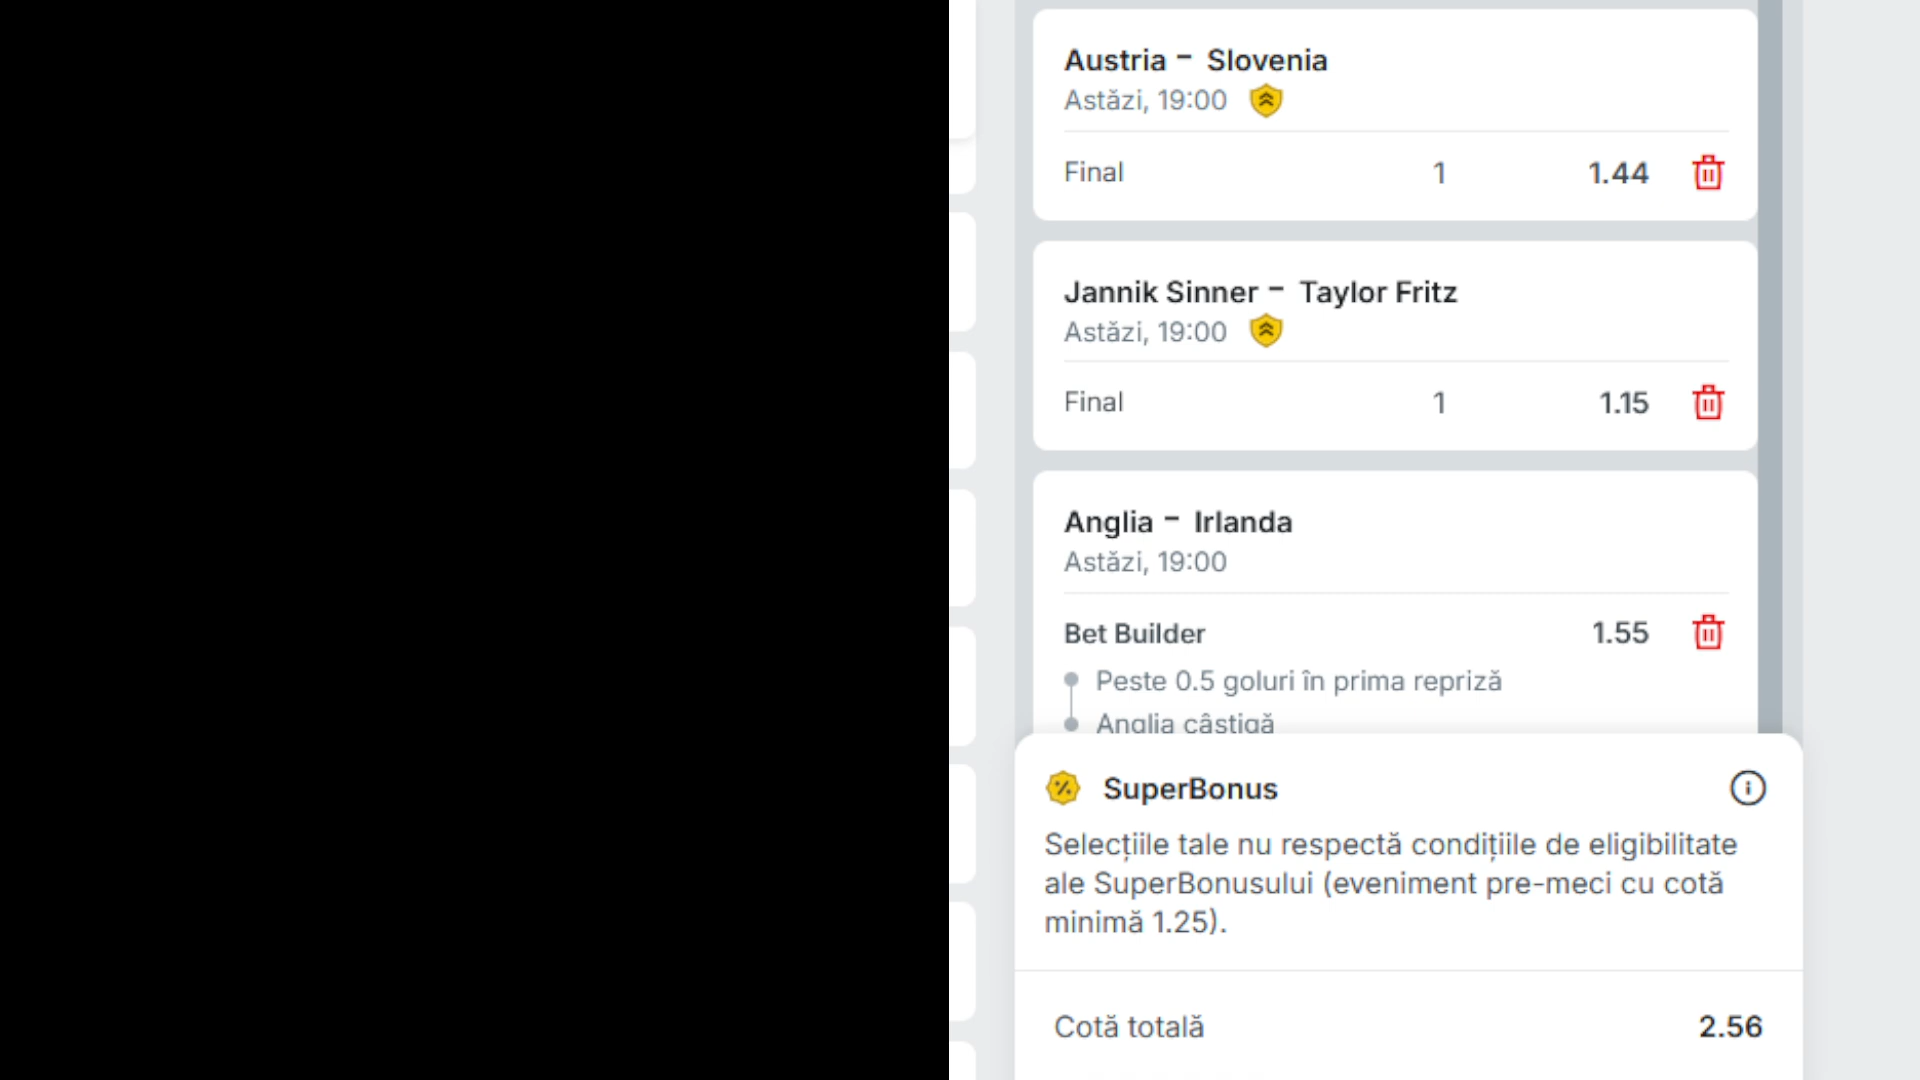 Austria - Slovenia
Astăzi, 19:00
Final 1 1.44
Jannik Sinner - Taylor Fritz
Astăzi, 19:00
Final 1 1.15
Anglia - Irlanda
Astăzi, 19:00
Bet Builder 1.55
Peste 0.5 goluri în prima repriză
Anglia câștigă
SuperBonus
Selecțiile tale nu respectă condițiile de eligibilitate
ale SuperBonusului (eveniment pre-meci cu cotă
minimă 1.25).
Cotă totală 2.56